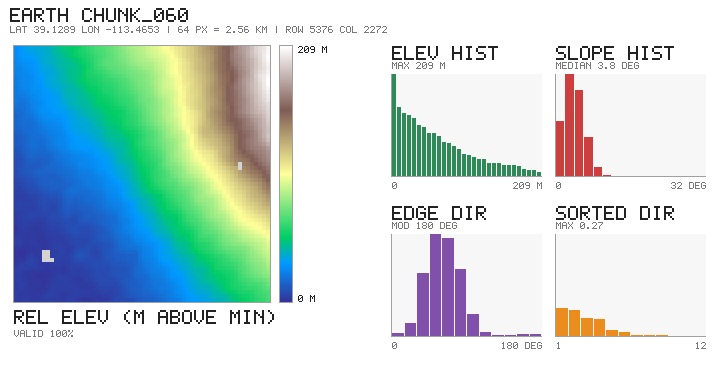 EARTH CHUNK_060
LAT 39.1289 LON -113.4653 | 64 PX = 2.56 KM | ROW 5376 COL 2272
209 M
0 M
REL ELEV (M ABOVE MIN)
VALID 100%
ELEV HIST
MAX 209 M
0 209 M
SLOPE HIST
MEDIAN 3.8 DEG
0 32 DEG
EDGE DIR
MOD 180 DEG
0 180 DEG
SORTED DIR
MAX 0.27
1 12